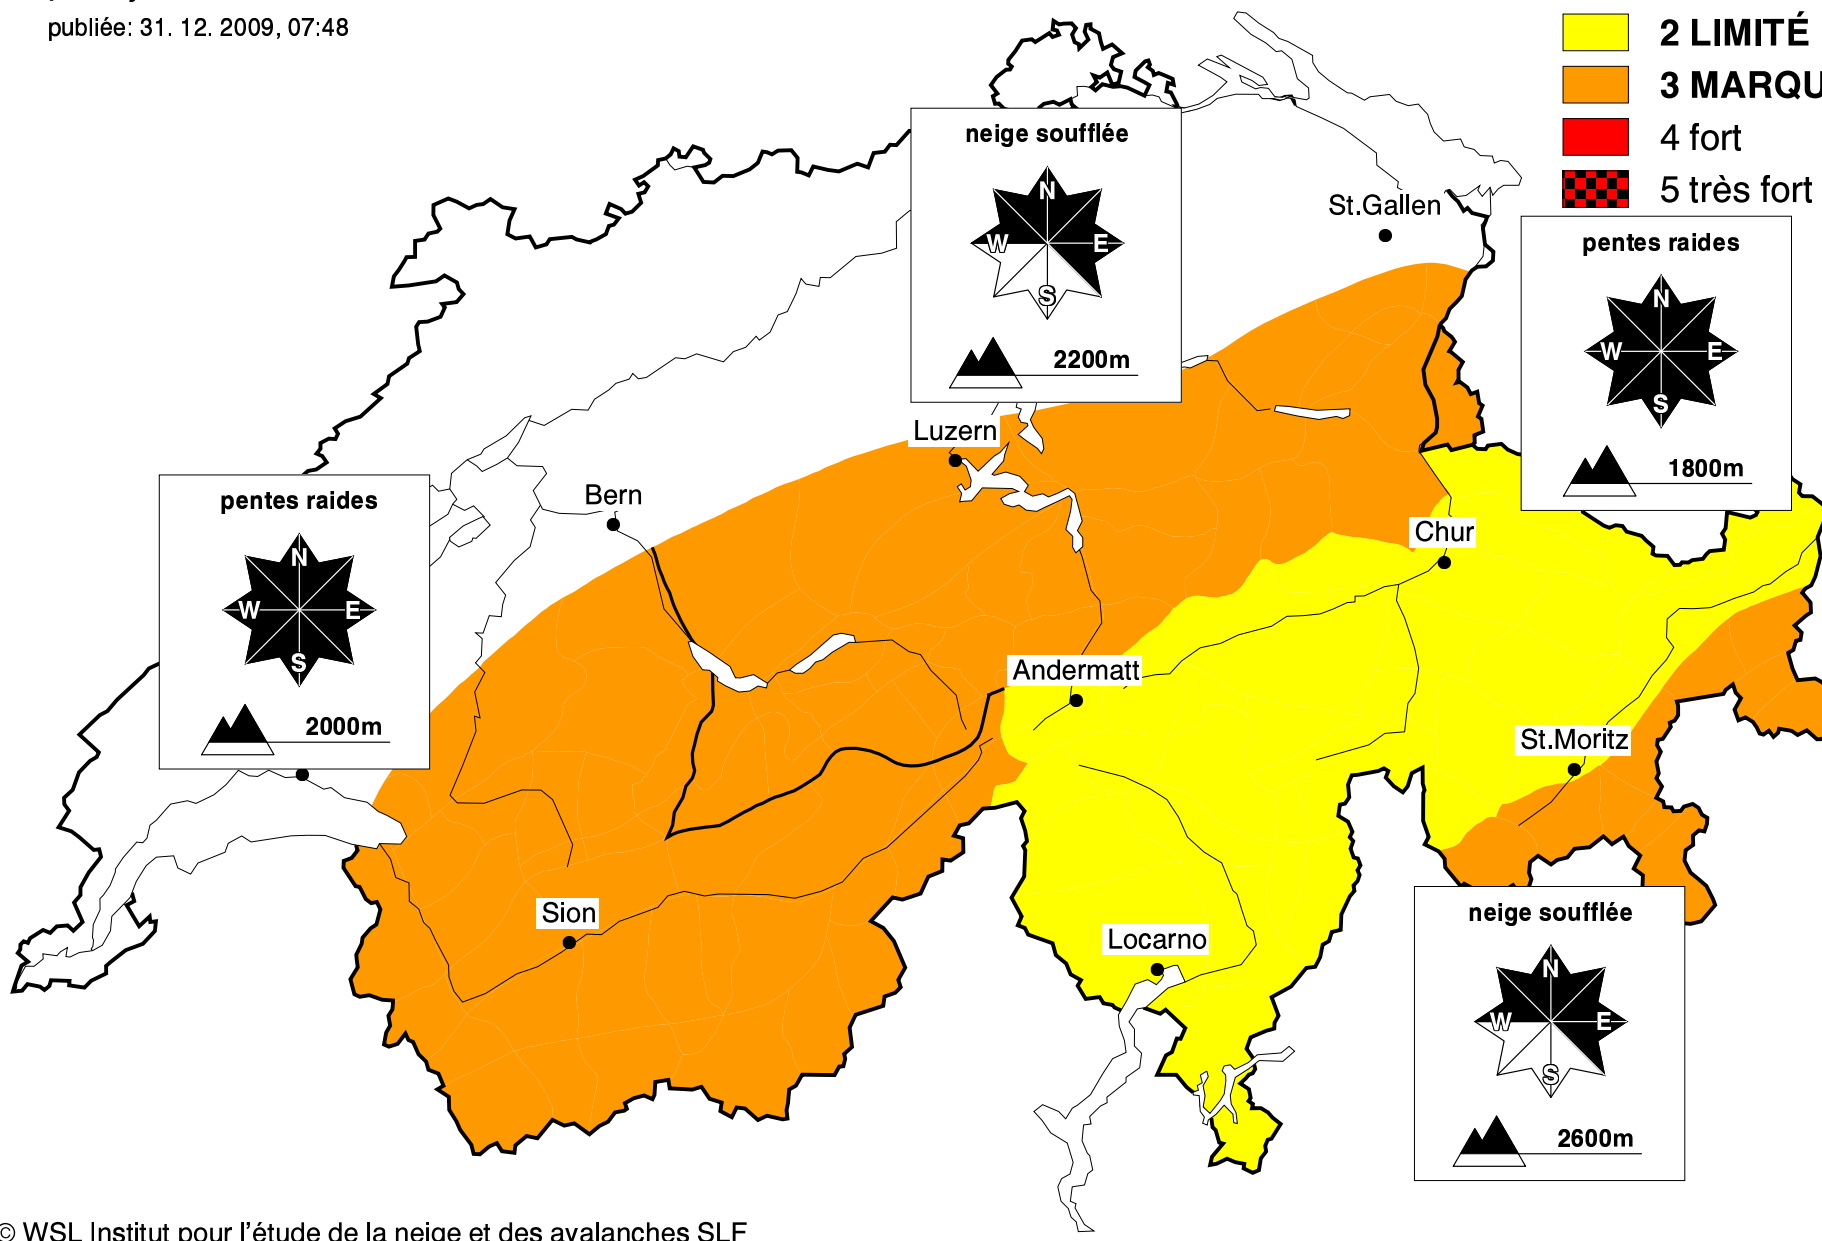 publiée: 31. 12. 2009, 07:48
2 LIMITÉ
3 MARQU
4 fort
5 très fort
neige soufflée
N
W E
S
2200m
St.Gallen
pentes raides
N
W E
S
1800m
Luzern
pentes raides
N
W E
S
2000m
Bern
Chur
Andermatt
St.Moritz
Sion
Locarno
neige soufflée
N
W E
S
2600m
© WSL Institut pour l'étude de la neige et des avalanches SLF